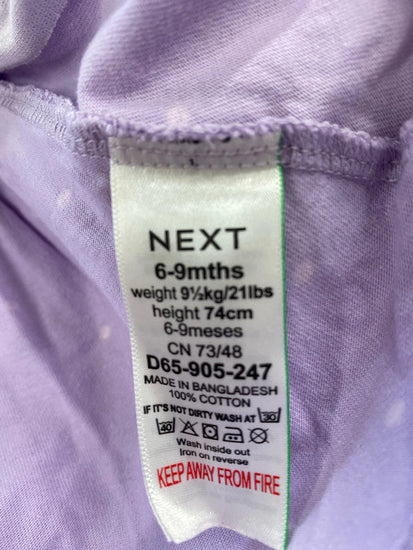 NEXT
6-9mths
weight 9½kg/21lbs
height 74cm
6-9meses
CN 73/48
D65-905-247
MADE IN BANGLADESH
100% COTTON
IF IT'S NOT DIRTY WASH AT 30
40
Wash inside out
Iron on reverse
KEEP AWAY FROM FIRE